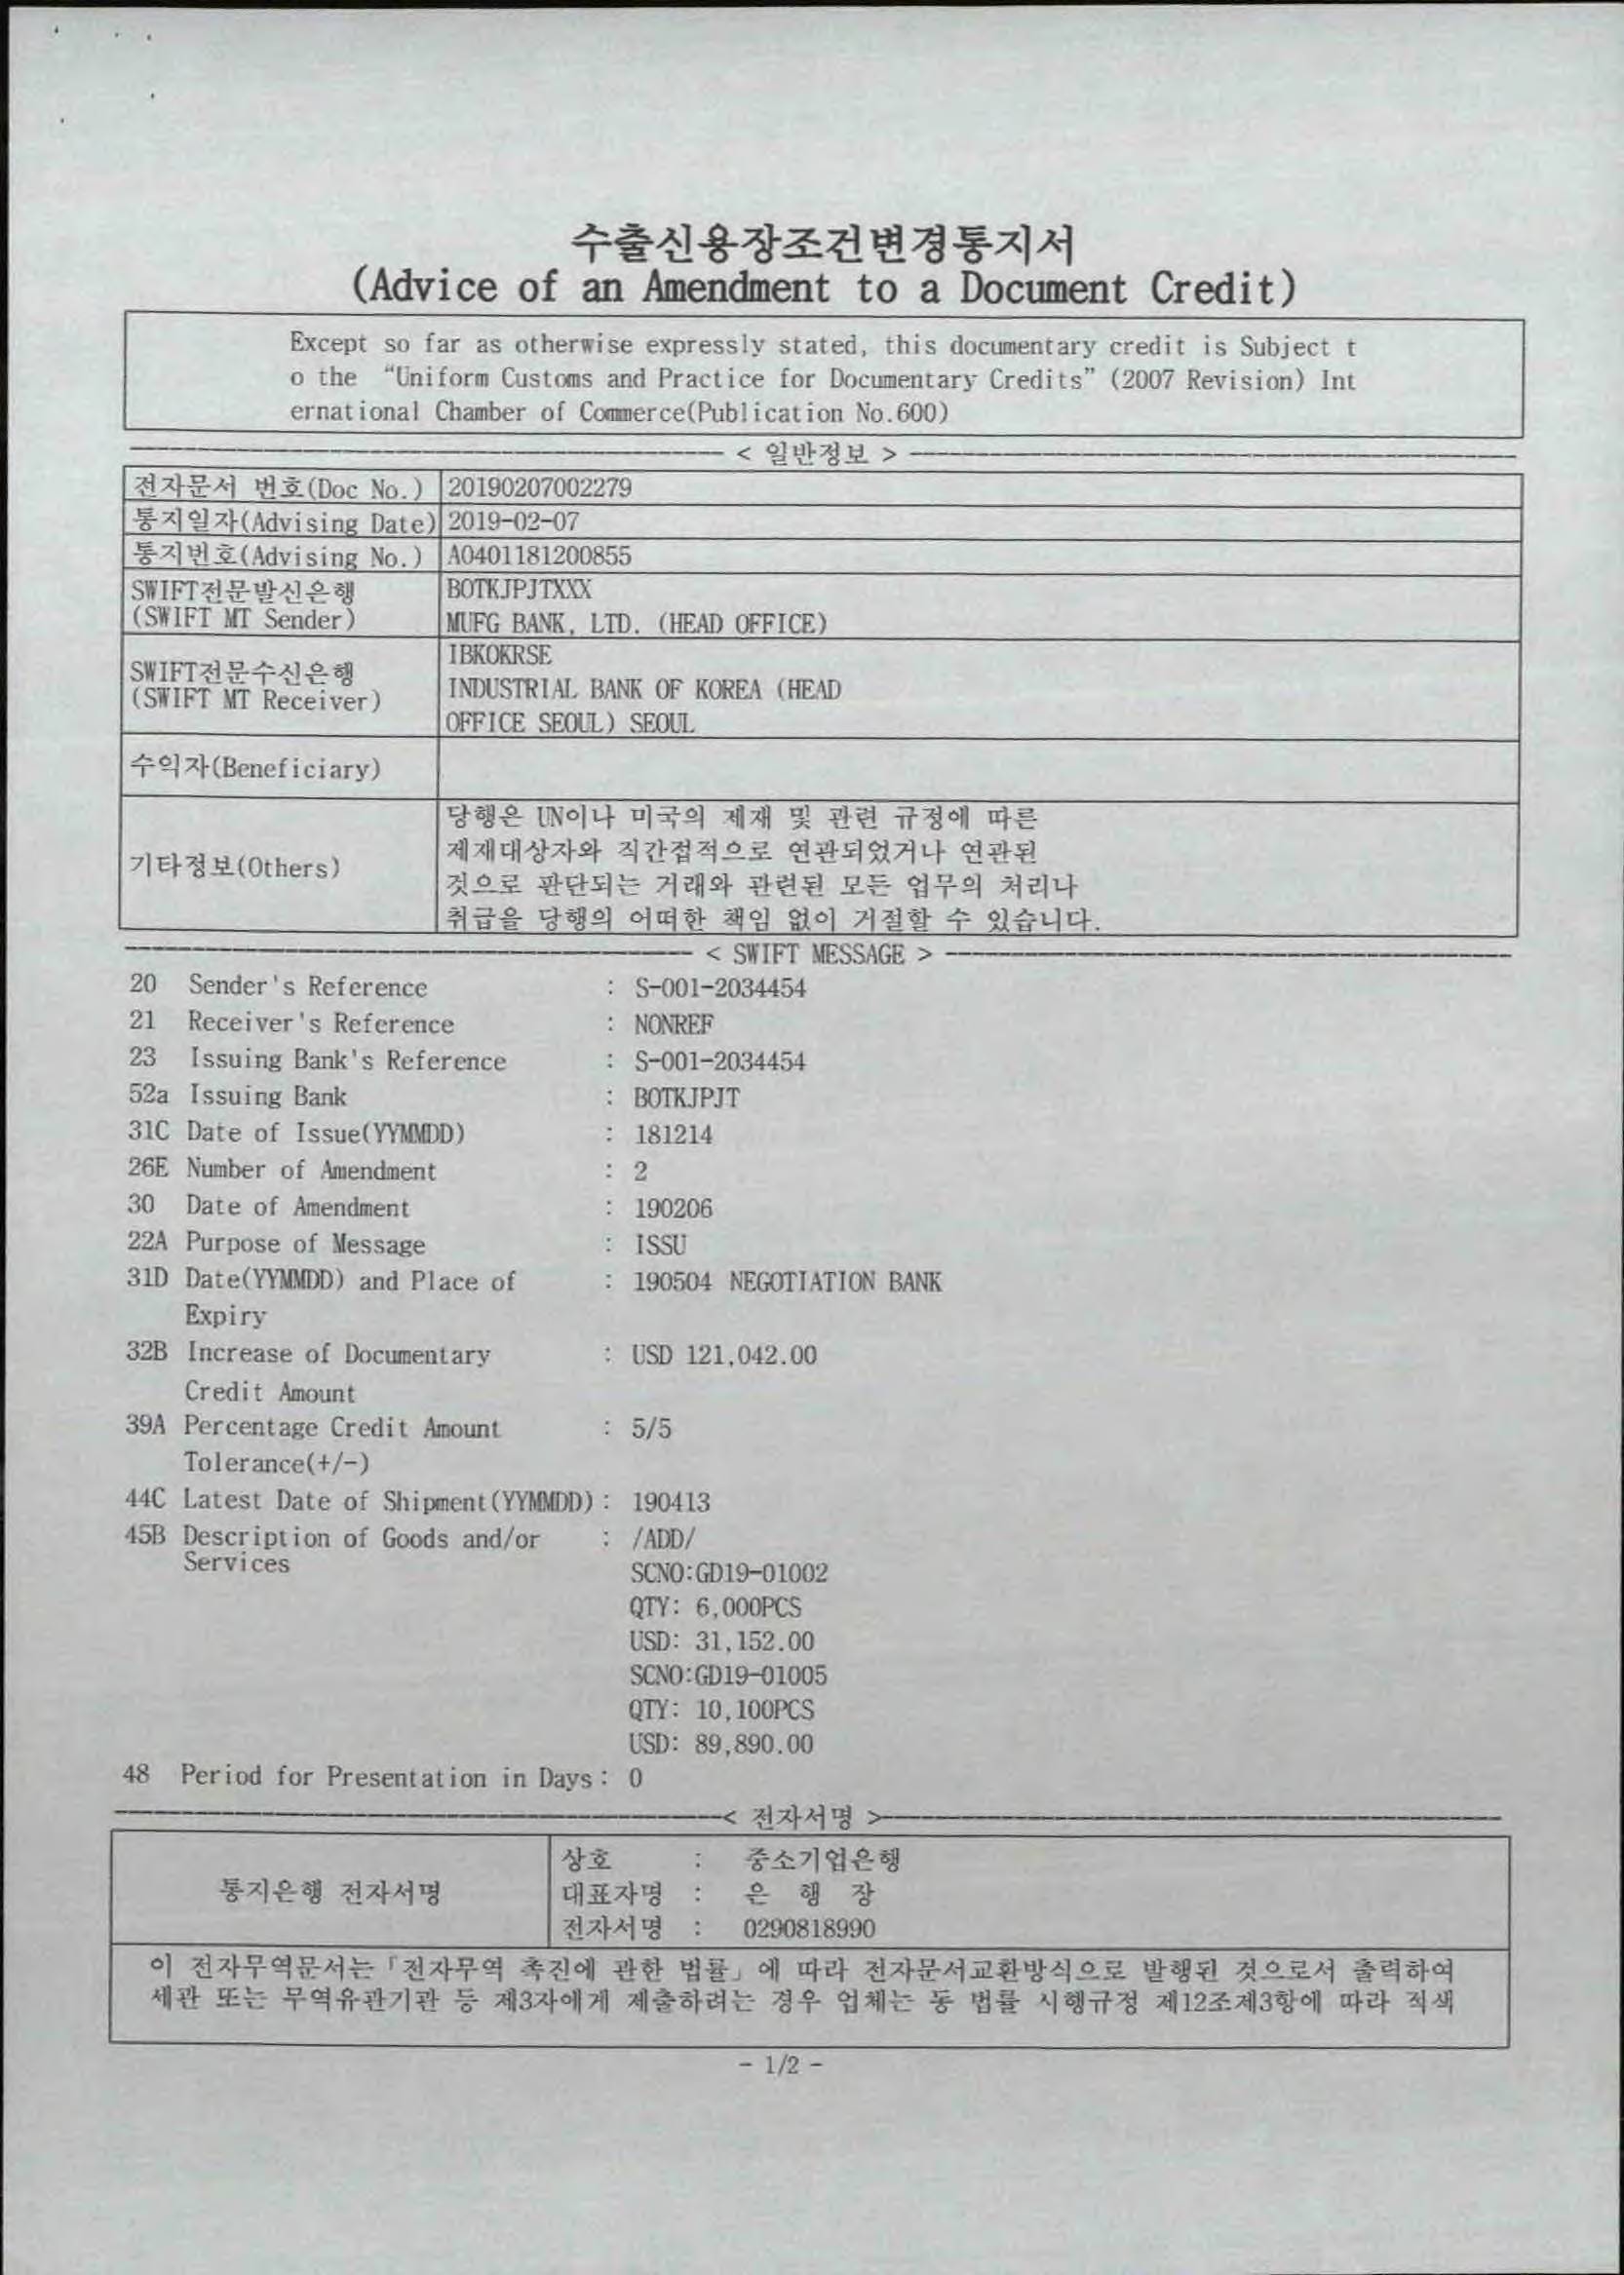 수출신용장조건변경통지서
(Advice of an Amendment to a Document Credit)
Except so far as otherwise expressly stated, this documentary credit is Subject t
o the “Uniform Customs and Practice for Documentary Credits” (2007 Revision) Int
ernational Chamber of Commerce(Publication No.600)
< 일반정보 >
전자문서 번호(Doc No.) 20190207002279
통지일자(Advising Date) 2019-02-07
통지번호(Advising No.) A0401181200855
SWIFT전문발신은행 BOTKJPJTXXX
(SWIFT MT Sender) MUFG BANK, LTD. (HEAD OFFICE)
IBKOKRSE
SWIFT전문수신은행 INDUSTRIAL BANK OF KOREA (HEAD
(SWIFT MT Receiver) OFFICE SEOUL) SEOUL
수익자(Beneficiary)
기타정보(Others)
당행은 UN이나 미국의 제재 및 관련 규정에 따른
제재대상자와 직간접적으로 연관되었거나 연관된
것으로 판단되는 거래와 관련된 모든 업무의 처리나
취급을 당행의 어떠한 책임 없이 거절할 수 있습니다.
< SWIFT MESSAGE >
20 Sender's Reference : S-001-2034454
21 Receiver's Reference : NONREF
23 Issuing Bank's Reference : S-001-2034454
52a Issuing Bank : BOTKJPJT
31C Date of Issue(YYMMDD) : 181214
26E Number of Amendment : 2
30 Date of Amendment : 190206
22A Purpose of Message : ISSU
31D Date(YYMMDD) and Place of : 190504 NEGOTIATION BANK
Expiry
32B Increase of Documentary : USD 121,042.00
Credit Amount
39A Percentage Credit Amount : 5/5
Tolerance(+/-)
44C Latest Date of Shipment(YYMMDD) : 190413
45B Description of Goods and/or : /ADD/
Services
SCNO:GD19-01002
QTY: 6,000PCS
USD: 31,152.00
SCNO:GD19-01005
QTY: 10,100PCS
USD: 89,890.00
48 Period for Presentation in Days : 0
< 전자서명 >
통지은행 전자서명
상호 : 중소기업은행
대표자명 : 은 행 장
전자서명 : 0290818990
이 전자무역문서는 「전자무역 촉진에 관한 법률」에 따라 전자문서교환방식으로 발행된 것으로서 출력하여
세관 또는 무역유관기관 등 제3자에게 제출하려는 경우 업체는 동 법률 시행규정 제12조제3항에 따라 적색
- 1/2 -